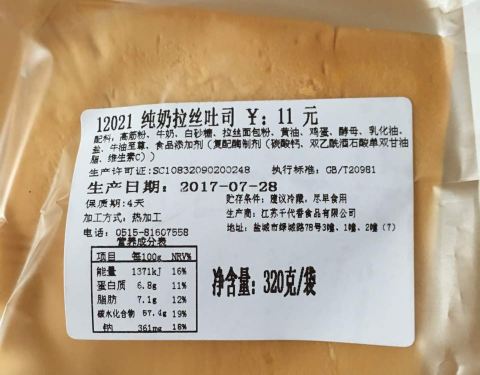 12021 纯奶拉丝吐司 ¥：11 元
配料：高筋粉、牛奶、白砂糖、拉丝面包粉、黄油、鸡蛋、酵母、乳化油、
盐、牛油至尊、食品添加剂（复配酶制剂（碳酸钙、双乙酰酒石酸单双甘油
脂、维生素C））
生产许可证:SC10832090200248 执行标准：GB/T20981
生产日期：2017-07-28
保质期:4天 贮存条件：建议冷藏，尽早食用
加工方式：热加工 生产商：江苏千代香食品有限公司
电话：0515-81607558 地址：盐城市绿城路78号3幢、1幢、2幢（7）
营养成分表
项目 每100g NRV%
能量 1371kJ 16%
蛋白质 6.8g 11%
脂肪 7.1g 12%
碳水化合物 57.4g 19%
钠 361mg 18%
净含量：320克/袋